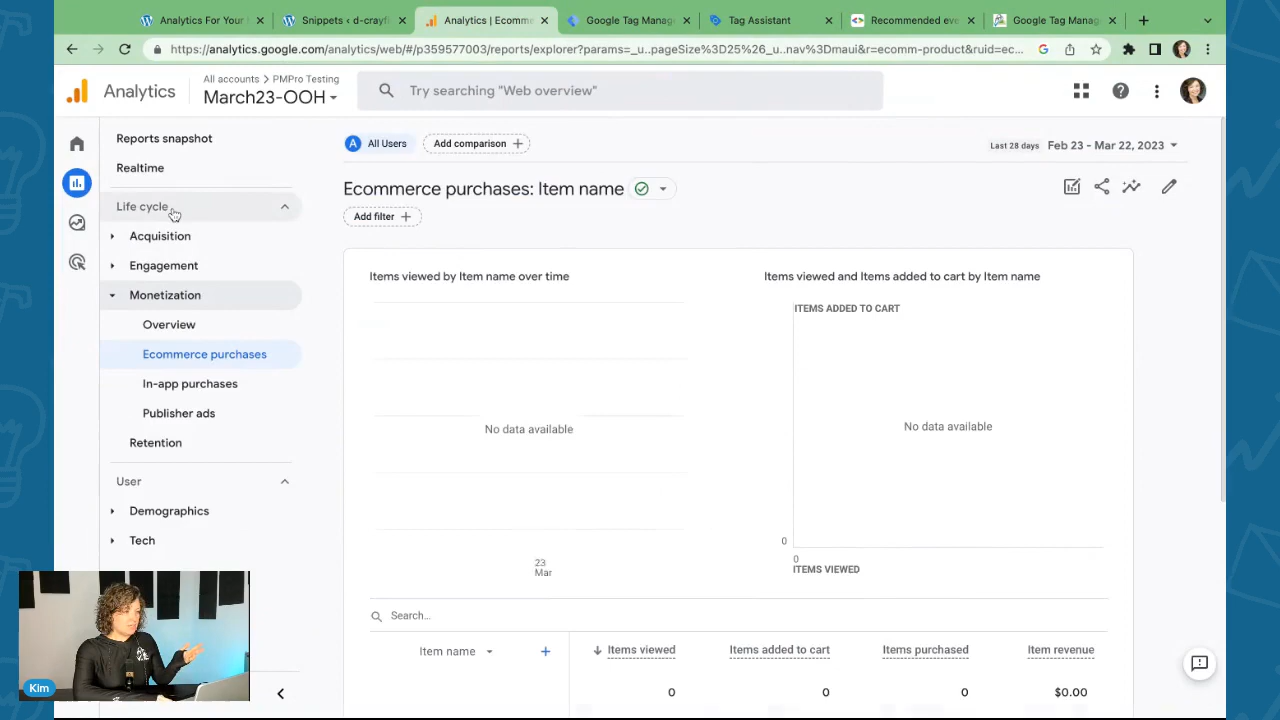 Analytics For Your
Snippets ‹ d-crayfi
Analytics | Ecomme
Google Tag Manage
Tag Assistant
Recommended eve
Google Tag Manag
https://analytics.google.com/analytics/web/#/p359577003/reports/explorer?params=_u..pageSize%3D25%26_u..nav%3Dmaui&r=ecomm-product&ruid=ec...
Analytics
All accounts > PMPro Testing
March23-OOH
Try searching "Web overview"
Reports snapshot
Realtime
Life cycle
Acquisition
Engagement
Monetization
Overview
Ecommerce purchases
In-app purchases
Publisher ads
Retention
User
Demographics
Tech
A All Users
Add comparison +
Last 28 days Feb 23 - Mar 22, 2023
Ecommerce purchases: Item name
Add filter +
Items viewed by Item name over time
No data available
23
Mar
Items viewed and Items added to cart by Item name
ITEMS ADDED TO CART
No data available
0
0
ITEMS VIEWED
Search...
Item name
Items viewed
Items added to cart
Items purchased
Item revenue
0
0
0
$0.00
Kim